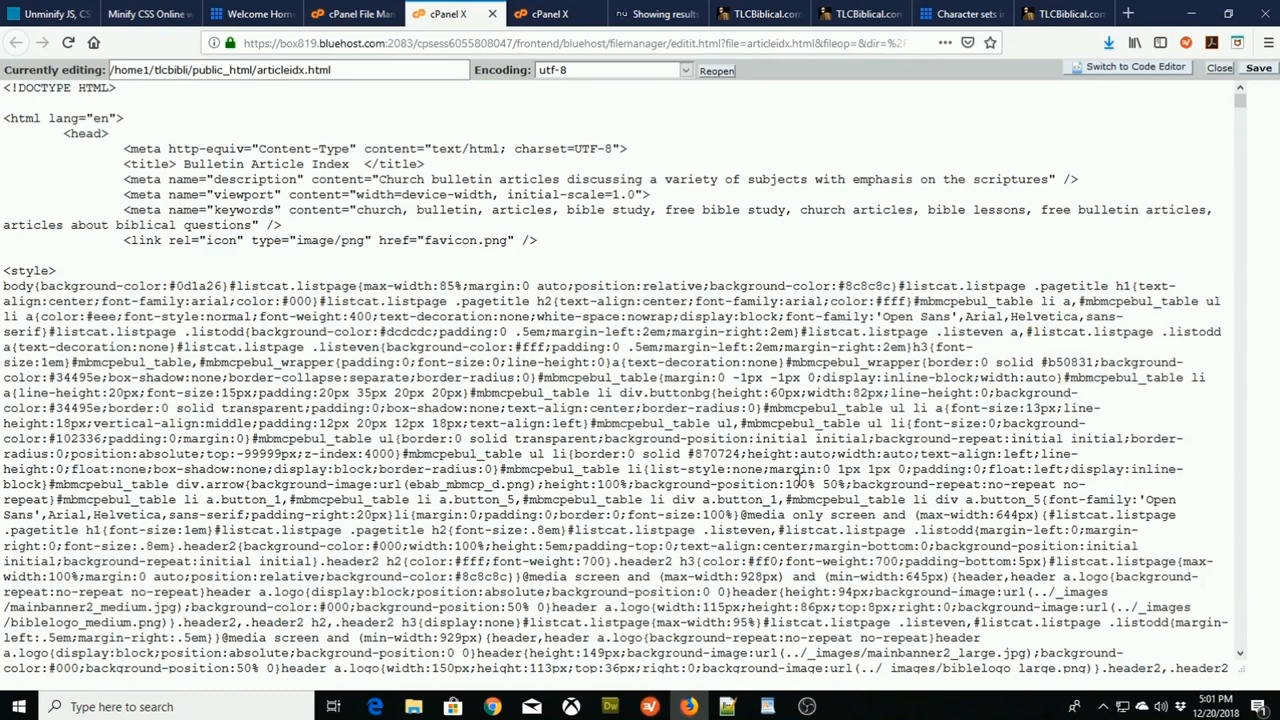 Unminify JS, CS
Minify CSS Online w
Welcome Home
cPanel File Man
cPanel X
cPanel X
Showing results
TLCBiblical.com
TLCBiblical.com
Character sets i
TLCBiblical.com
https://box819.bluehost.com:2083/cpsess6055808047/frontend/bluehost/filemanager/editit.html?file=articleidx.html&fileop=&dir=%2F
Currently editing: /home1/tlcbibli/public_html/articleidx.html Encoding: utf-8 Reopen Switch to Code Editor Close Save
<!DOCTYPE HTML>
<html lang="en">
<head>
<meta http-equiv="Content-Type" content="text/html; charset=UTF-8">
<title> Bulletin Article Index </title>
<meta name="description" content="Church bulletin articles discussing a variety of subjects with emphasis on the scriptures" />
<meta name="viewport" content="width=device-width, initial-scale=1.0">
<meta name="keywords" content="church, bulletin, articles, bible study, free bible study, church articles, bible lessons, free bulletin articles,
articles about biblical questions" />
<link rel="icon" type="image/png" href="favicon.png" />
<style>
body{background-color:#0d1a26}#listcat.listpage{max-width:85%;margin:0 auto;position:relative;background-color:#8c8c8c}#listcat.listpage .pagetitle h1{text-
align:center;font-family:arial;color:#000}#listcat.listpage .pagetitle h2{text-align:center;font-family:arial;color:#fff}#mbmcpebul_table li a,#mbmcpebul_table ul
li a{color:#eee;font-style:normal;font-weight:400;text-decoration:none;white-space:nowrap;display:block;font-family:'Open Sans',Arial,Helvetica,sans-
serif}#listcat.listpage .listodd{background-color:#dcdcdc;padding:0 .5em;margin-left:2em;margin-right:2em}#listcat.listpage .listeven a,#listcat.listpage .listodd
a{text-decoration:none}#listcat.listpage .listeven{background-color:#fff;padding:0 .5em;margin-left:2em;margin-right:2em}h3{font-
size:1em}#mbmcpebul_table,#mbmcpebul_wrapper{padding:0;font-size:0;line-height:0}a{text-decoration:none}#mbmcpebul_wrapper{border:0 solid #b50831;background-
color:#34495e;box-shadow:none;border-collapse:separate;border-radius:0}#mbmcpebul_table{margin:0 -1px -1px 0;display:inline-block;width:auto}#mbmcpebul_table li
a{line-height:20px;font-size:15px;padding:20px 35px 20px 20px}#mbmcpebul_table li div.buttonbg{height:60px;width:82px;line-height:0;background-
color:#34495e;border:0 solid transparent;padding:0;box-shadow:none;text-align:center;border-radius:0}#mbmcpebul_table ul li a{font-size:13px;line-
height:18px;vertical-align:middle;padding:12px 20px 12px 18px;text-align:left}#mbmcpebul_table ul,#mbmcpebul_table ul li{background-
color:#102336;padding:0;margin:0}#mbmcpebul_table ul{border:0 solid transparent;background-position:initial initial;background-repeat:initial initial;border-
radius:0;position:absolute;top:-99999px;z-index:4000}#mbmcpebul_table ul li{border:0 solid #870724;height:auto;width:auto;text-align:left;line-
height:0;float:none;box-shadow:none;display:block;border-radius:0}#mbmcpebul_table li{list-style:none;margin:0 1px 1px 0;padding:0;float:left;display:inline-
block}#mbmcpebul_table div.arrow{background-image:url(ebab_mbmcp_d.png);height:100%;background-position:100% 50%;background-repeat:no-repeat no-
repeat}#mbmcpebul_table li a.button_1,#mbmcpebul_table li a.button_5,#mbmcpebul_table li div a.button_1,#mbmcpebul_table li div a.button_5{font-family:'Open
Sans',Arial,Helvetica,sans-serif;padding-right:20px}li{margin:0;padding:0;border:0;font-size:100%}@media only screen and (max-width:644px){#listcat.listpage
.pagetitle h1{font-size:1em}#listcat.listpage .pagetitle h2{font-size:.8em}#listcat.listpage .listeven,#listcat.listpage .listodd{margin-left:0;margin-
right:0;font-size:.8em}.header2{background-color:#000;width:100%;height:5em;padding-top:0;text-align:center;margin-bottom:0;background-position:initial
initial;background-repeat:initial initial}.header2 h2{color:#fff;font-weight:700}.header2 h3{color:#ff0;font-weight:700;padding-bottom:5px}#listcat.listpage{max-
width:100%;margin:0 auto;position:relative;background-color:#8c8c8c}}@media screen and (max-width:928px) and (min-width:645px){header,header a.logo{background-
repeat:no-repeat no-repeat}header a.logo{display:block;position:absolute;background-position:0 0}header{height:94px;background-image:url(../_images
/mainbanner2_medium.jpg);background-color:#000;background-position:50% 0}header a.logo{width:115px;height:86px;top:8px;right:0;background-image:url(../_images
/biblelogo_medium.png)}.header2,.header2 h2,.header2 h3{display:none}#listcat.listpage{max-width:95%}#listcat.listpage .listeven,#listcat.listpage .listodd{margin-
left:.5em;margin-right:.5em}}@media screen and (min-width:929px){header,header a.logo{background-repeat:no-repeat no-repeat}header
a.logo{display:block;position:absolute;background-position:0 0}header{height:149px;background-image:url(../_images/mainbanner2_large.jpg);background-
color:#000;background-position:50% 0}header a.logo{width:150px;height:113px;top:36px;right:0;background-image:url(../_images/biblelogo_large.png)}.header2,.header2
Type here to search
5:01 PM
12/20/2018